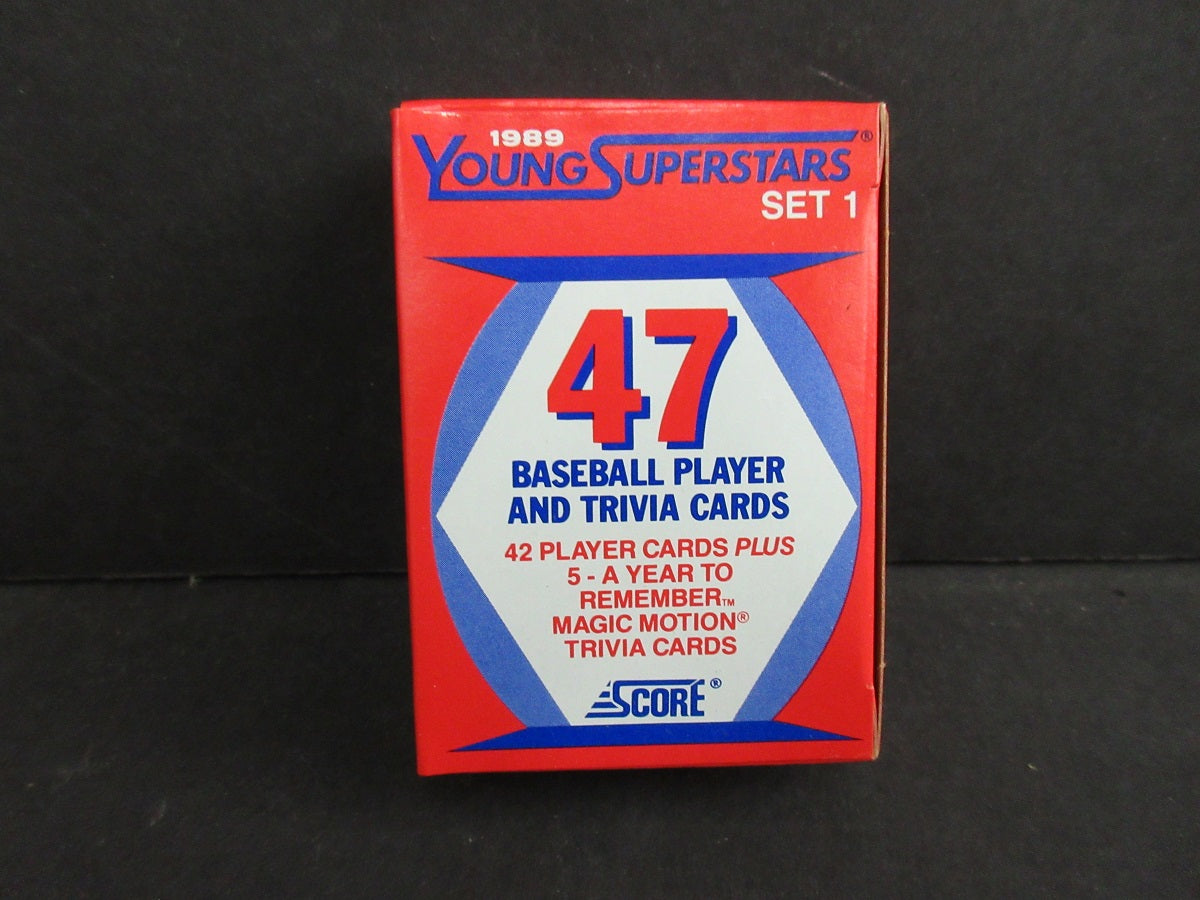 1989
YOUNG SUPERSTARS®
SET 1
47
BASEBALL PLAYER
AND TRIVIA CARDS
42 PLAYER CARDS PLUS
5 - A YEAR TO
REMEMBER™
MAGIC MOTION®
TRIVIA CARDS
SCORE®